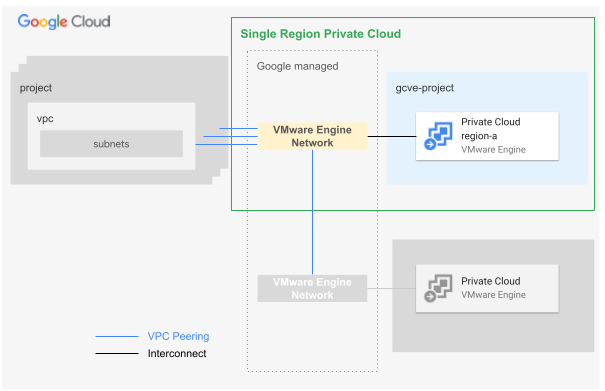 Google Cloud
Single Region Private Cloud
Google managed
project
gcve-project
vpc
subnets
VMware Engine
Network
Private Cloud
region-a
VMware Engine
VMware Engine
Network
Private Cloud
VMware Engine
VPC Peering
Interconnect